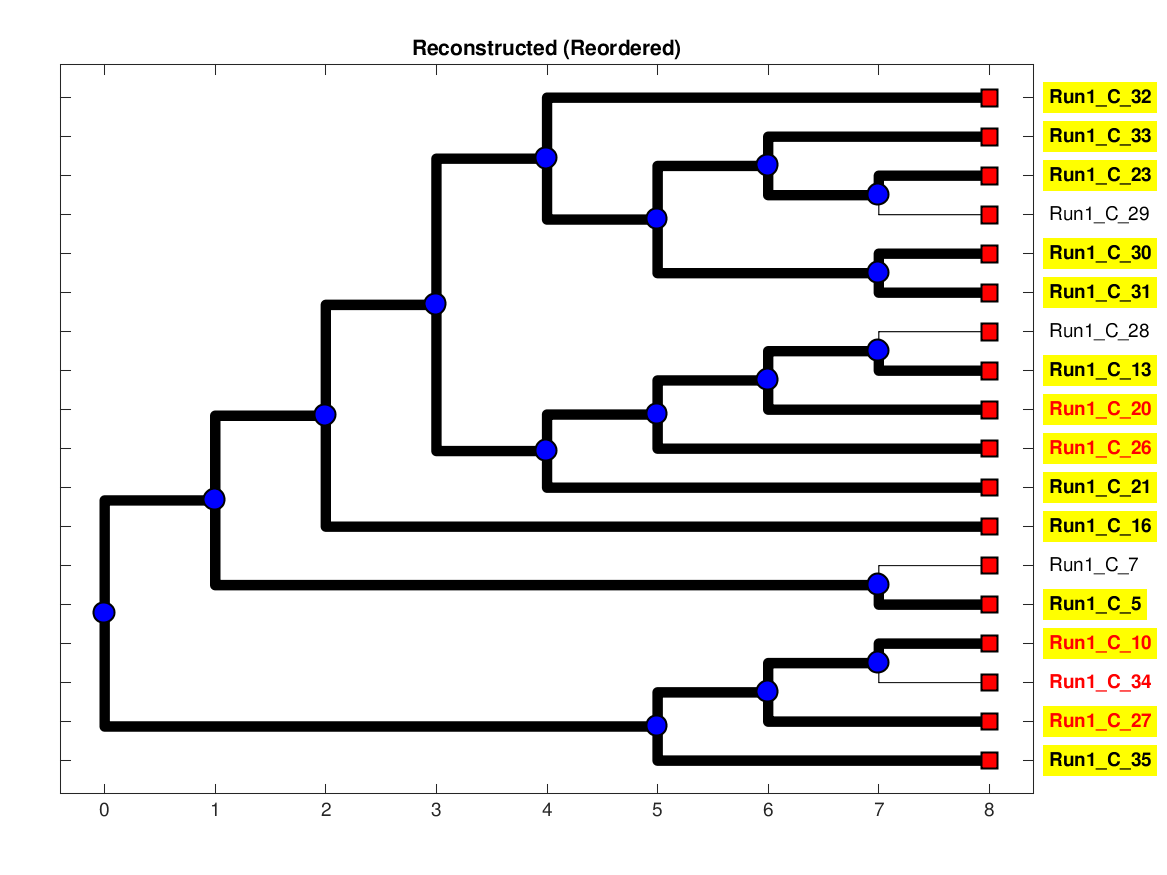 Reconstructed (Reordered)
Run1_C_32
Run1_C_33
Run1_C_23
Run1_C_29
Run1_C_30
Run1_C_31
Run1_C_28
Run1_C_13
Run1_C_20
Run1_C_26
Run1_C_21
Run1_C_16
Run1_C_7
Run1_C_5
Run1_C_10
Run1_C_34
Run1_C_27
Run1_C_35
0 1 2 3 4 5 6 7 8